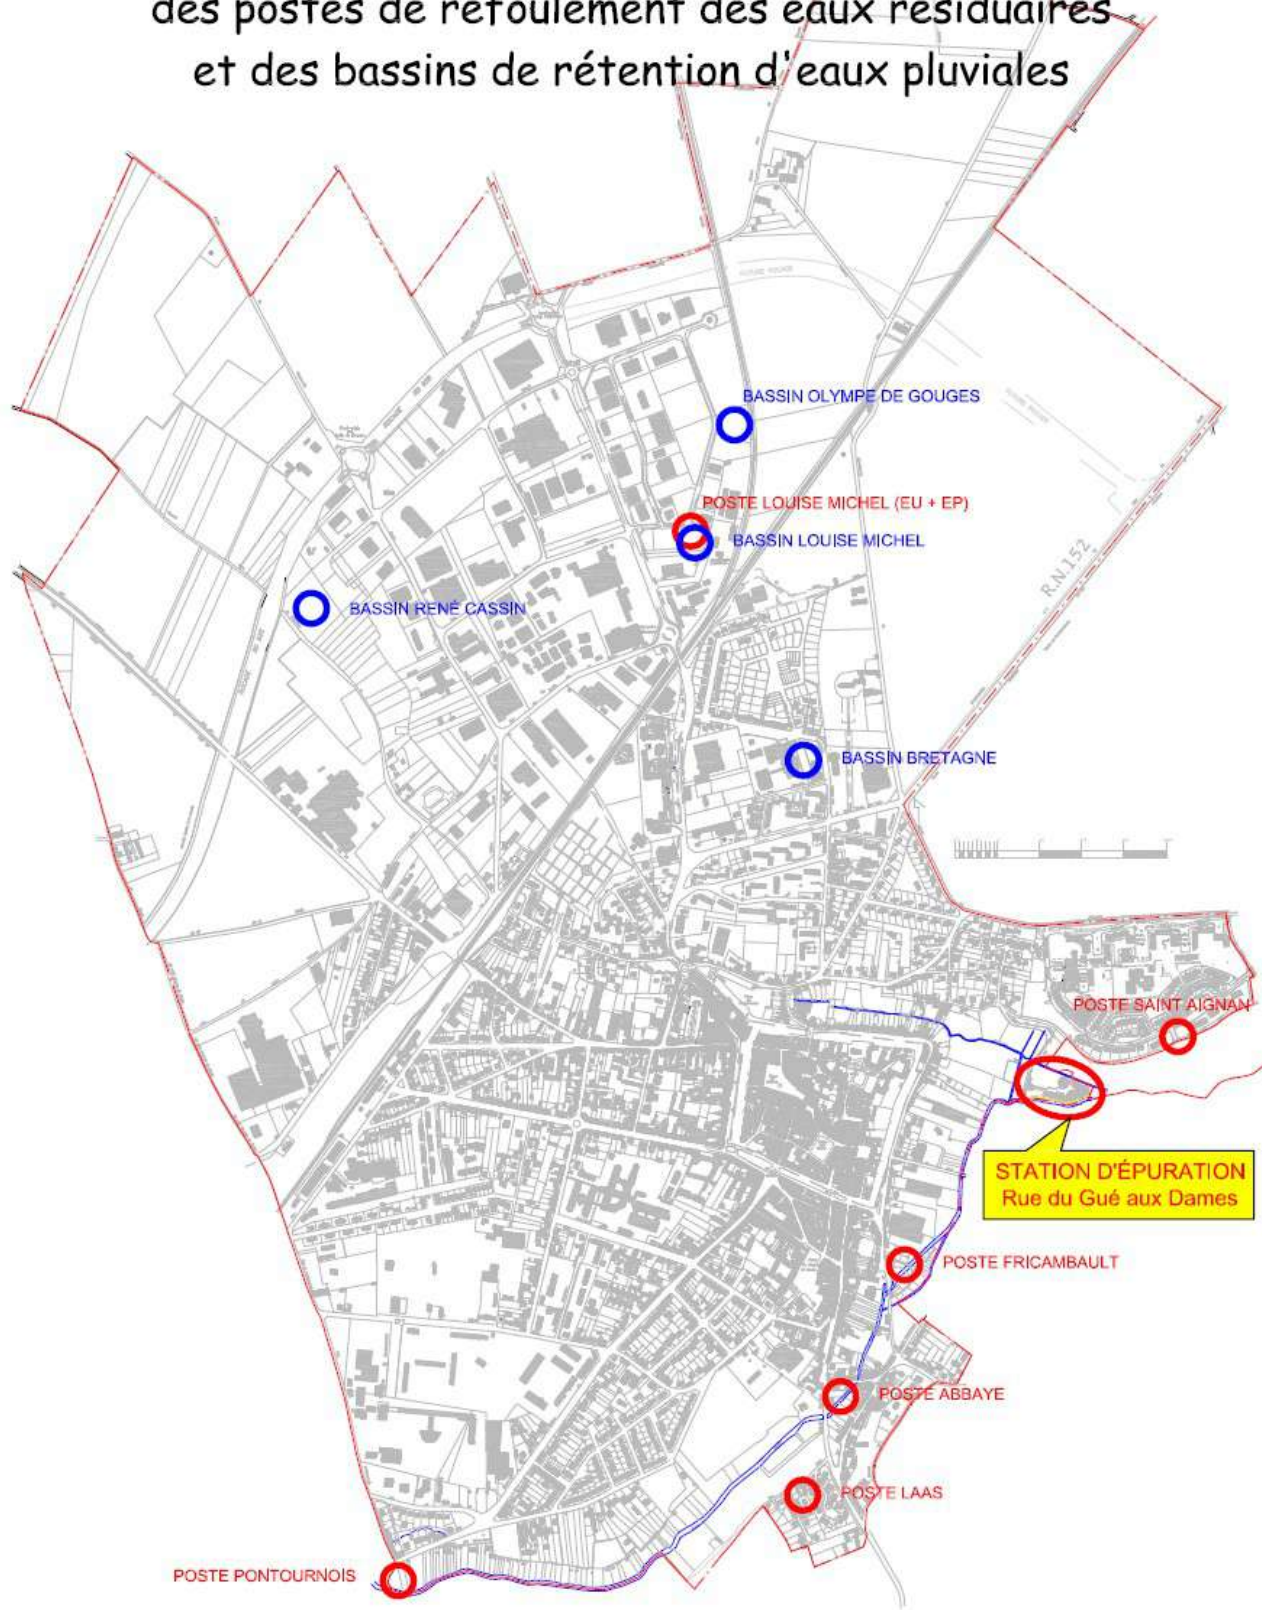 des postes de refoulement des eaux résiduaires
et des bassins de rétention d'eaux pluviales
BASSIN OLYMPE DE GOUGES
POSTE LOUISE MICHEL (EU + EP)
BASSIN LOUISE MICHEL
R.N.152
BASSIN RENÉ CASSIN
BASSIN BRETAGNE
POSTE SAINT AIGNAN
STATION D'ÉPURATION
Rue du Gué aux Dames
POSTE FRICAMBAULT
POSTE ABBAYE
POSTE LAAS
POSTE PONTOURNOIS